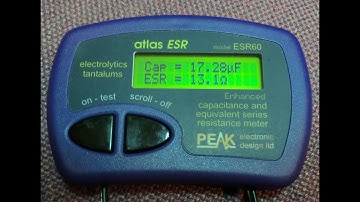 atlas ESR
model ESR60
electrolytics
tantalums
Cap = 17.28µF
ESR = 13.1Ω
on - test
scroll - off
Enhanced
capacitance and
equivalent series
resistance meter
PEAK
electronic
design ltd